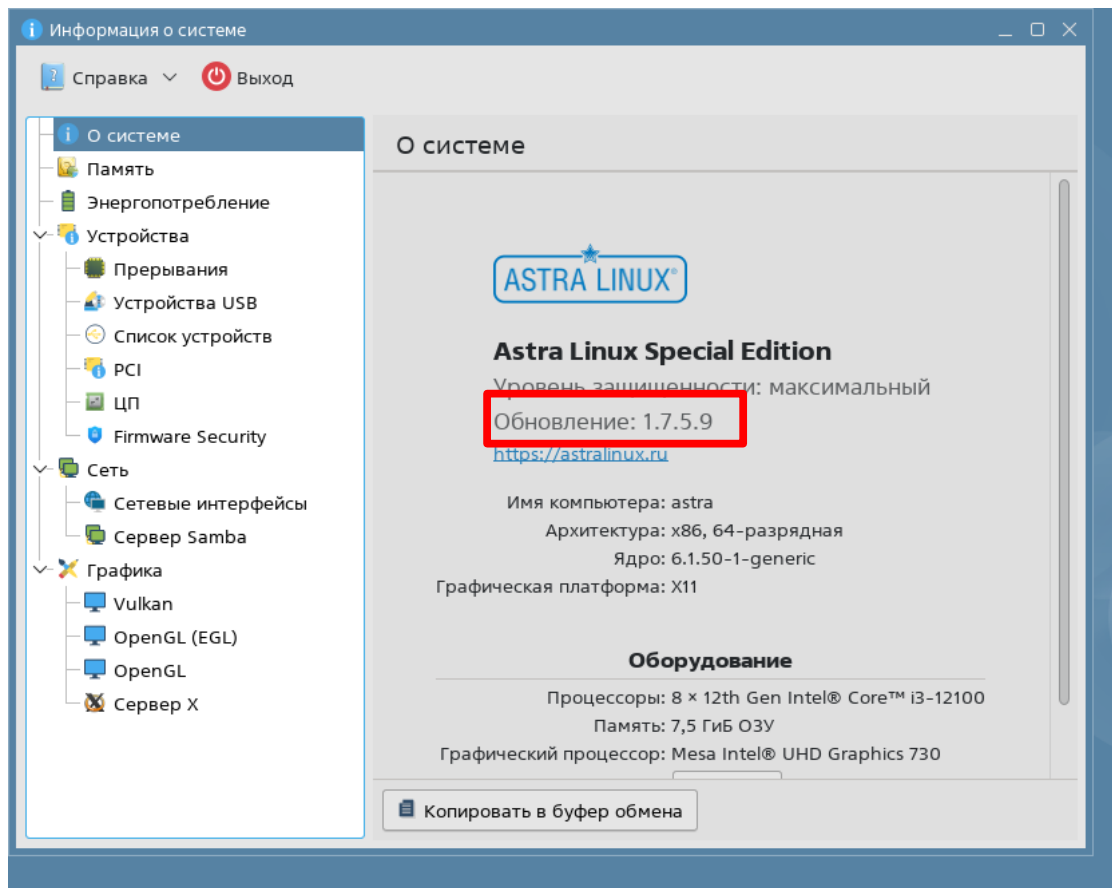 Информация о системе
Справка Выход
О системе
Память
Энергопотребление
Устройства
Прерывания
Устройства USB
Список устройств
PCI
ЦП
Firmware Security
Сеть
Сетевые интерфейсы
Сервер Samba
Графика
Vulkan
OpenGL (EGL)
OpenGL
Сервер X
О системе
ASTRA LINUX®
Astra Linux Special Edition
Уровень защищенности: максимальный
Обновление: 1.7.5.9
https://astralinux.ru
Имя компьютера: astra
Архитектура: x86, 64-разрядная
Ядро: 6.1.50-1-generic
Графическая платформа: X11
Оборудование
Процессоры: 8 × 12th Gen Intel® Core™ i3-12100
Память: 7,5 ГиБ ОЗУ
Графический процессор: Mesa Intel® UHD Graphics 730
Копировать в буфер обмена